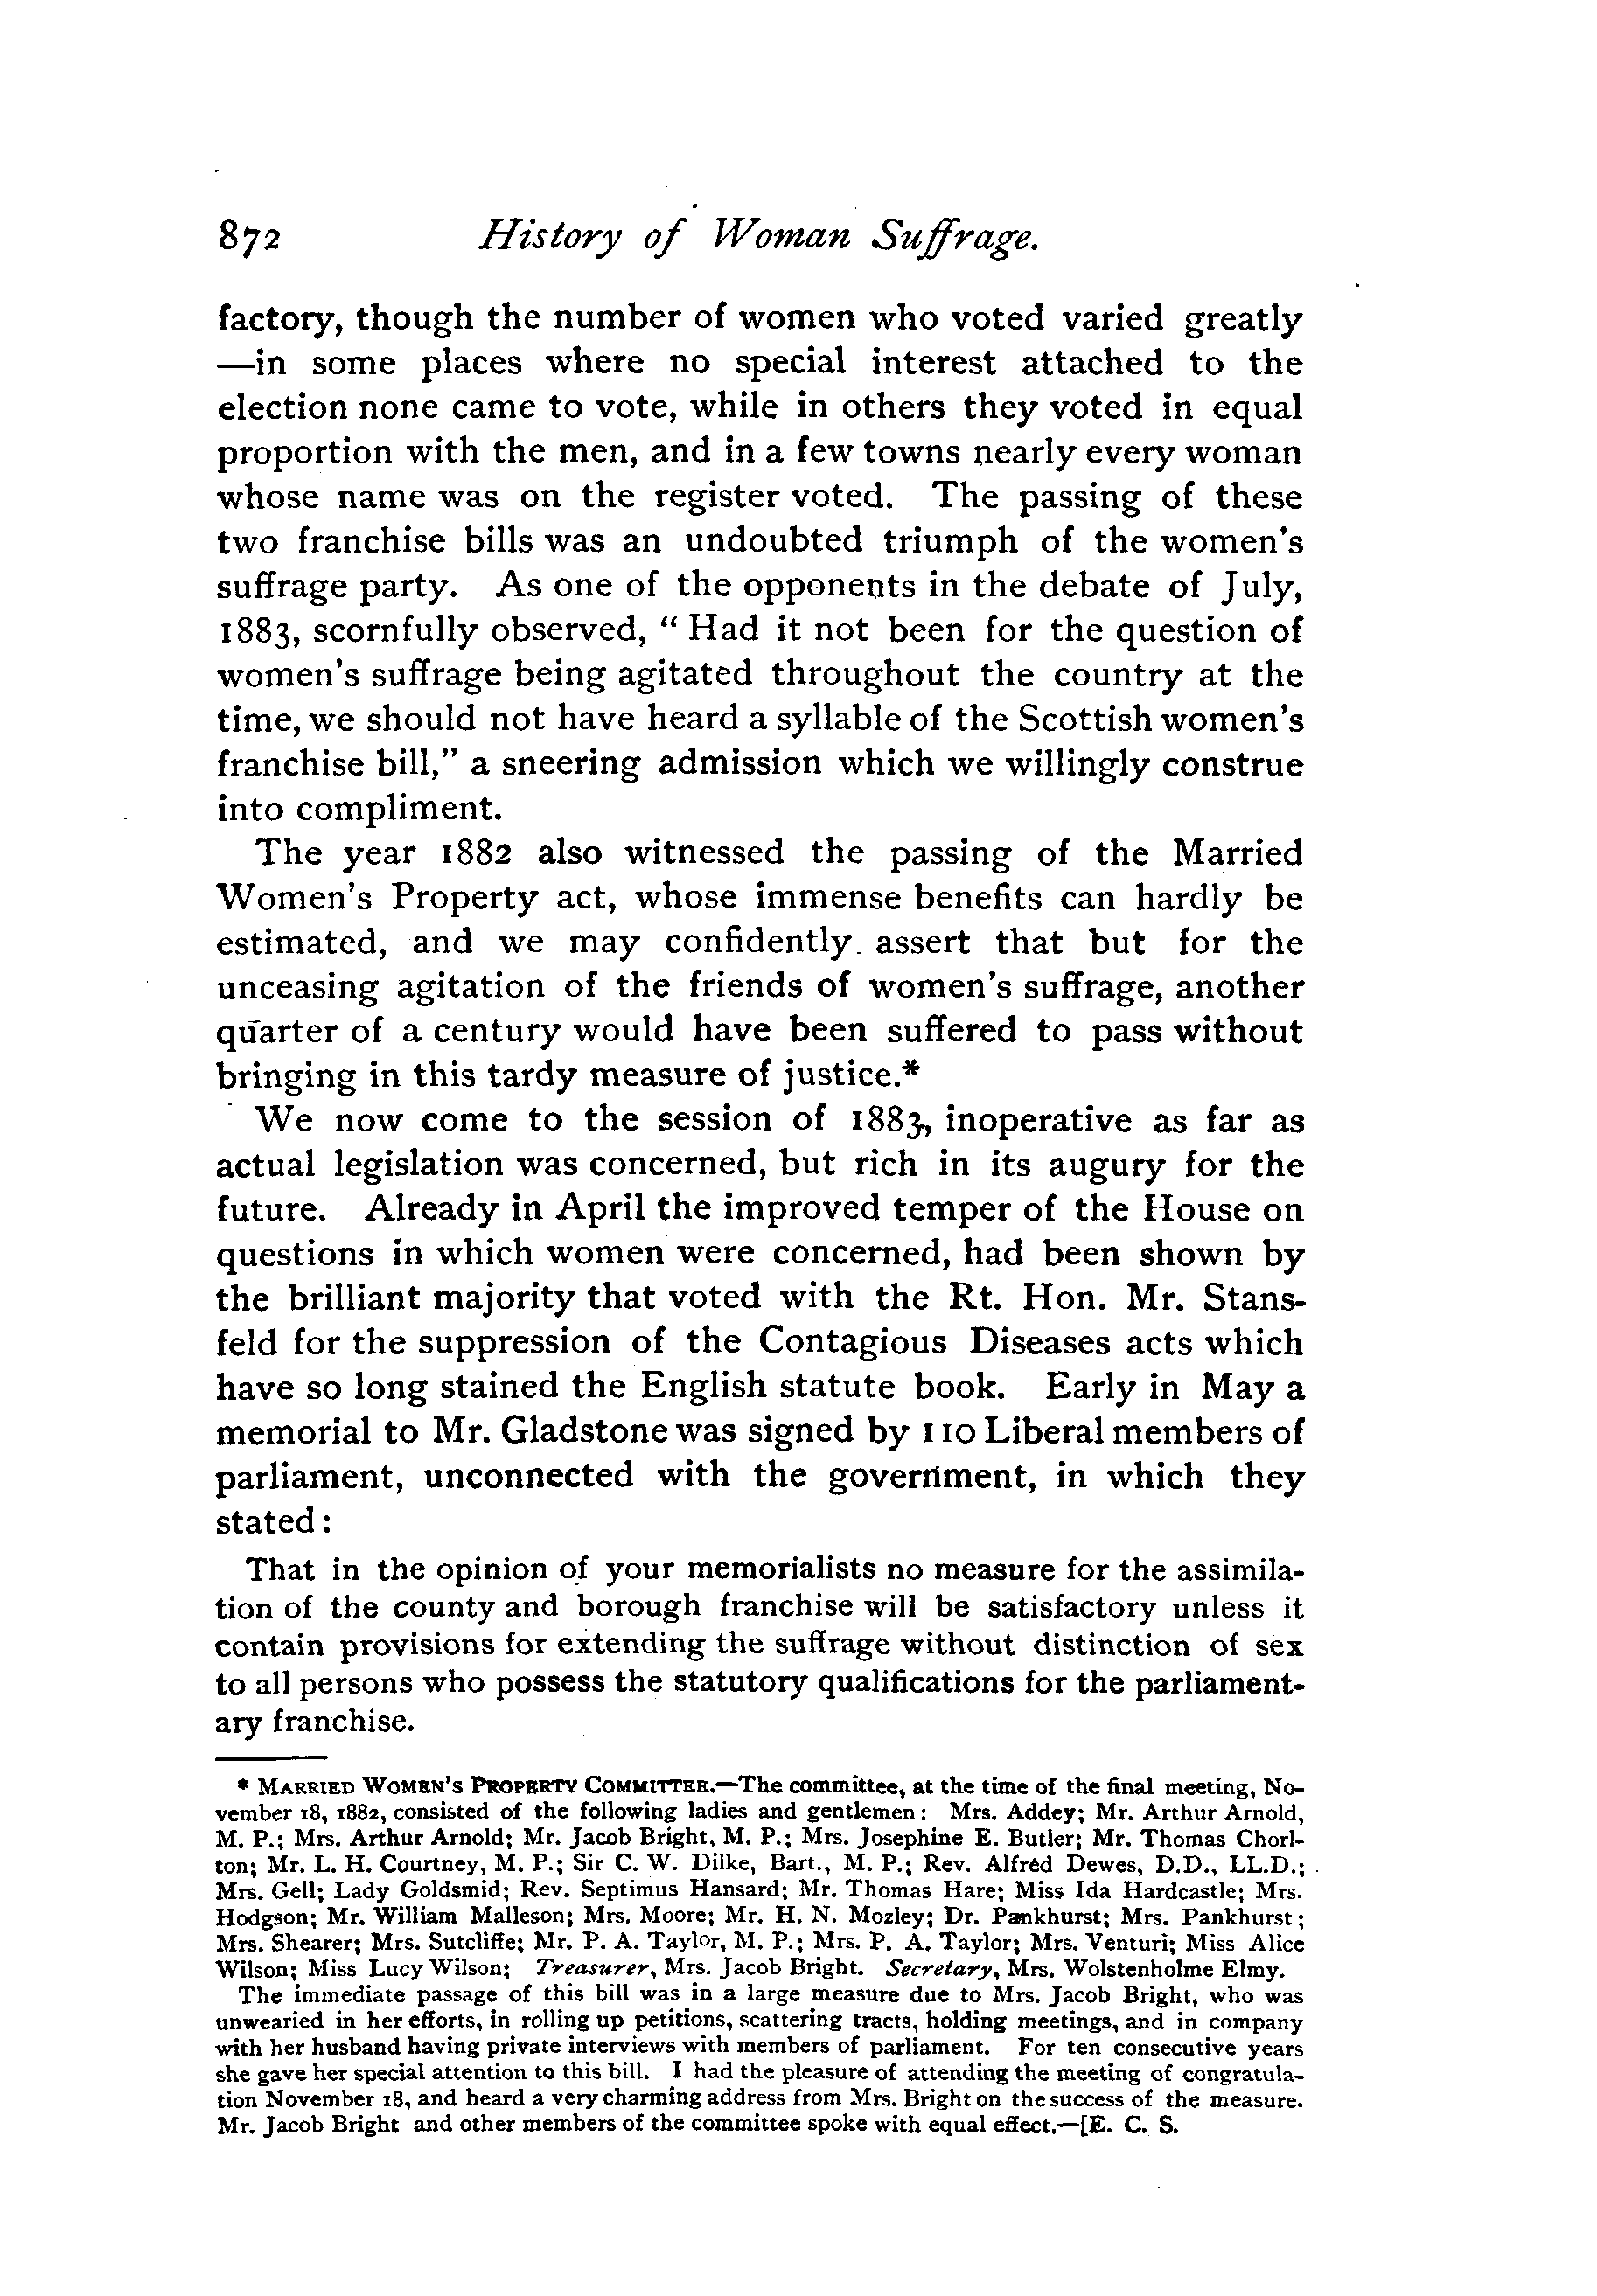 872 History of Woman Suffrage.
factory, though the number of women who voted varied greatly
—in some places where no special interest attached to the
election none came to vote, while in others they voted in equal
proportion with the men, and in a few towns nearly every woman
whose name was on the register voted. The passing of these
two franchise bills was an undoubted triumph of the women's
suffrage party. As one of the opponents in the debate of July,
1883, scornfully observed, “ Had it not been for the question of
women's suffrage being agitated throughout the country at the
time, we should not have heard a syllable of the Scottish women's
franchise bill,” a sneering admission which we willingly construe
into compliment.
The year 1882 also witnessed the passing of the Married
Women's Property act, whose immense benefits can hardly be
estimated, and we may confidently assert that but for the
unceasing agitation of the friends of women's suffrage, another
quarter of a century would have been suffered to pass without
bringing in this tardy measure of justice.*
We now come to the session of 1883, inoperative as far as
actual legislation was concerned, but rich in its augury for the
future. Already in April the improved temper of the House on
questions in which women were concerned, had been shown by
the brilliant majority that voted with the Rt. Hon. Mr. Stans-
feld for the suppression of the Contagious Diseases acts which
have so long stained the English statute book. Early in May a
memorial to Mr. Gladstone was signed by 110 Liberal members of
parliament, unconnected with the government, in which they
stated:
That in the opinion of your memorialists no measure for the assimila-
tion of the county and borough franchise will be satisfactory unless it
contain provisions for extending the suffrage without distinction of sex
to all persons who possess the statutory qualifications for the parliament-
ary franchise.
* MARRIED WOMEN'S PROPERTY COMMITTEE.—The committee, at the time of the final meeting, No-
vember 18, 1882, consisted of the following ladies and gentlemen: Mrs. Addey; Mr. Arthur Arnold,
M. P.; Mrs. Arthur Arnold; Mr. Jacob Bright, M. P.; Mrs. Josephine E. Butler; Mr. Thomas Chorl-
ton; Mr. L. H. Courtney, M. P.; Sir C. W. Dilke, Bart., M. P.; Rev. Alfred Dewes, D.D., LL.D.;
Mrs. Gell; Lady Goldsmid; Rev. Septimus Hansard; Mr. Thomas Hare; Miss Ida Hardcastle; Mrs.
Hodgson; Mr. William Malleson; Mrs. Moore; Mr. H. N. Mozley; Dr. Pankhurst; Mrs. Pankhurst;
Mrs. Shearer; Mrs. Sutcliffe; Mr. P. A. Taylor, M. P.; Mrs. P. A. Taylor; Mrs. Venturi; Miss Alice
Wilson; Miss Lucy Wilson; Treasurer, Mrs. Jacob Bright. Secretary, Mrs. Wolstenholme Elmy.
The immediate passage of this bill was in a large measure due to Mrs. Jacob Bright, who was
unwearied in her efforts, in rolling up petitions, scattering tracts, holding meetings, and in company
with her husband having private interviews with members of parliament. For ten consecutive years
she gave her special attention to this bill. I had the pleasure of attending the meeting of congratula-
tion November 18, and heard a very charming address from Mrs. Bright on the success of the measure.
Mr. Jacob Bright and other members of the committee spoke with equal effect.—[E. C. S.